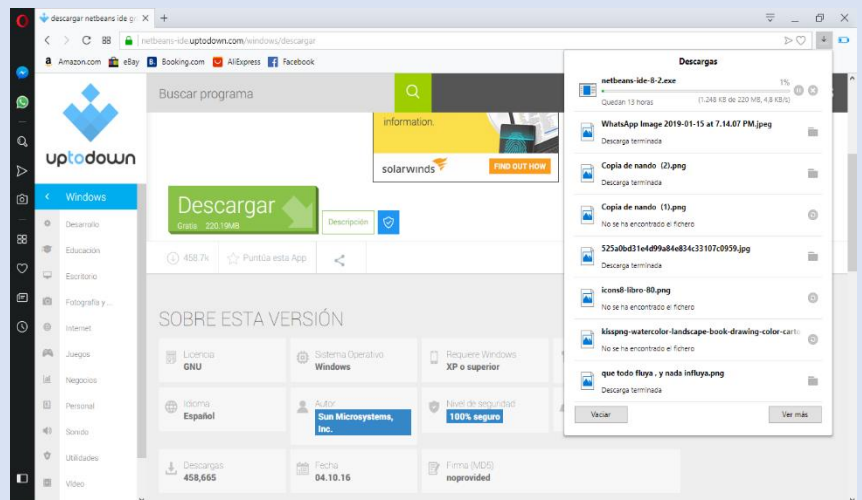 descargar netbeans ide gr
netbeans-ide.uptodown.com/windows/descargar
Amazon.com eBay Booking.com AliExpress Facebook
uptodown
Windows
Desarrollo
Educación
Escritorio
Fotografía y...
Internet
Juegos
Negocios
Personal
Sonido
Utilidades
Vídeo
Buscar programa
information.
solarwinds
FIND OUT HOW
Descargar
Gratis 220.19MB
Descripción
458.7k Puntúa esta App
SOBRE ESTA VERSIÓN
Licencia
GNU
Sistema Operativo
Windows
Requiere Windows
XP o superior
Idioma
Español
Autor
Sun Microsystems,
Inc.
Nivel de seguridad
100% seguro
Descargas
458,665
Fecha
04.10.16
Firma (MD5)
noprovided
Descargas
netbeans-ide-8-2.exe 1%
Quedan 13 horas (1.248 KB de 220 MB, 4,8 KB/s)
WhatsApp Image 2019-01-15 at 7.14.07 PM.jpeg
Descarga terminada
Copia de nando (2).png
Descarga terminada
Copia de nando (1).png
No se ha encontrado el fichero
525a0bd31e4d99a84e834c33107c0959.jpg
Descarga terminada
icons8-libro-80.png
No se ha encontrado el fichero
kisspng-watercolor-landscape-book-drawing-color-carto
No se ha encontrado el fichero
que todo fluya , y nada influya.png
Descarga terminada
Vaciar Ver más